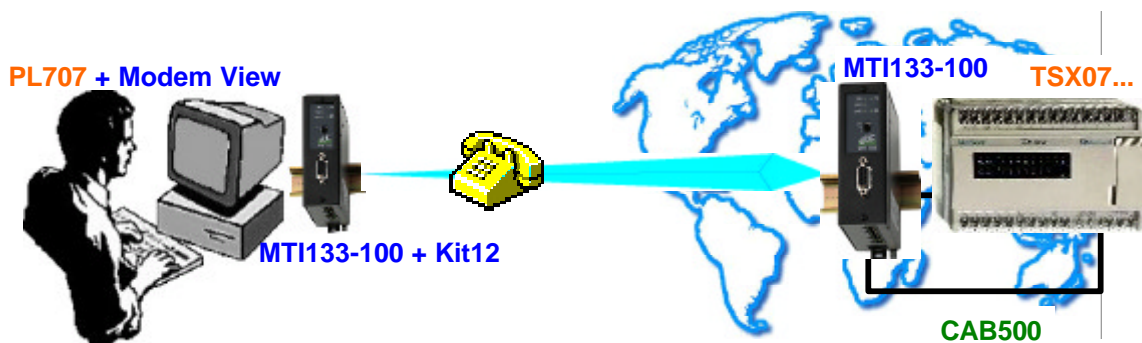 PL707 + Modem View
MTI133-100 + Kit12
MTI133-100
TSX07...
CAB500